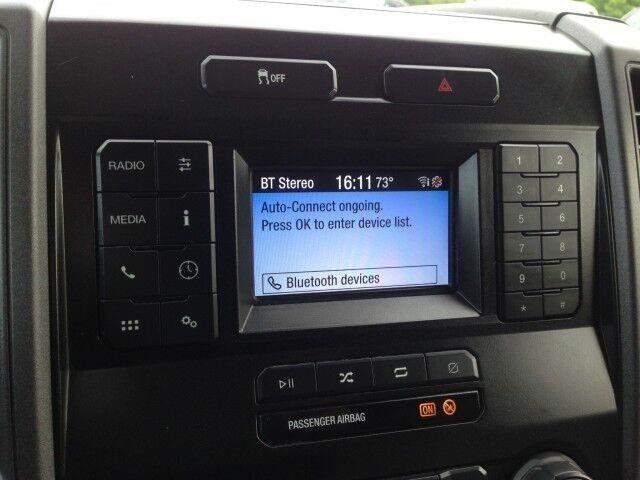 OFF
RADIO
MEDIA
i
BT Stereo 16:11 73°
Auto-Connect ongoing.
Press OK to enter device list.
Bluetooth devices
1 2
3 4
5 6
7 8
9 0
* #
PASSENGER AIRBAG ON